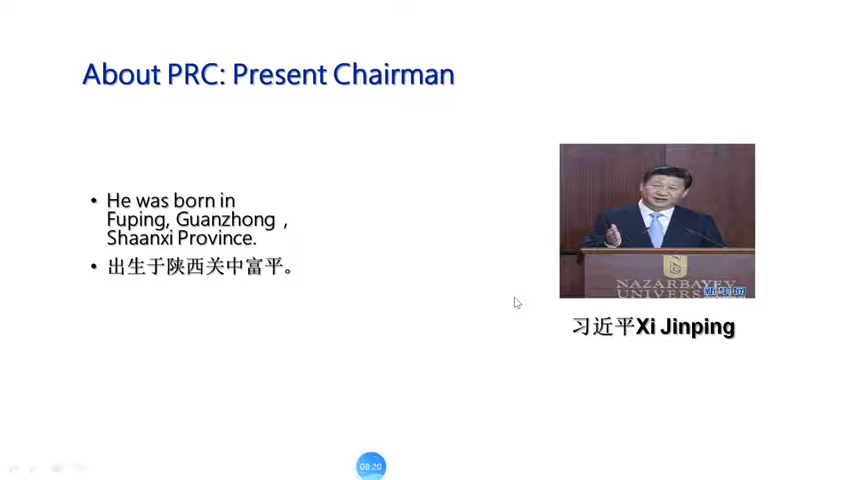 About PRC: Present Chairman
• He was born in
Fuping, Guanzhong ,
Shaanxi Province.
• 出生于陕西关中富平。
NAZARBAYEV
UNIVERSITY
习近平Xi Jinping
08:20